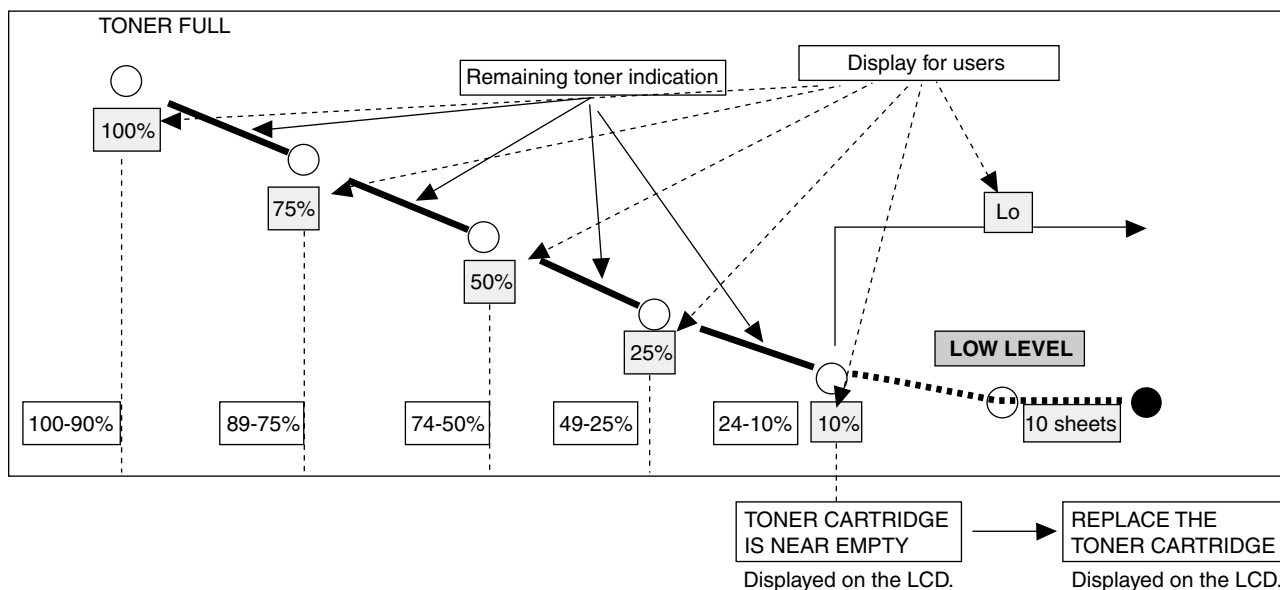 TONER FULL
Remaining toner indication
Display for users
100%
75%
Lo
50%
25%
LOW LEVEL
100-90%
89-75%
74-50%
49-25%
24-10%
10%
10 sheets
TONER CARTRIDGE
IS NEAR EMPTY
REPLACE THE
TONER CARTRIDGE
Displayed on the LCD.
Displayed on the LCD.